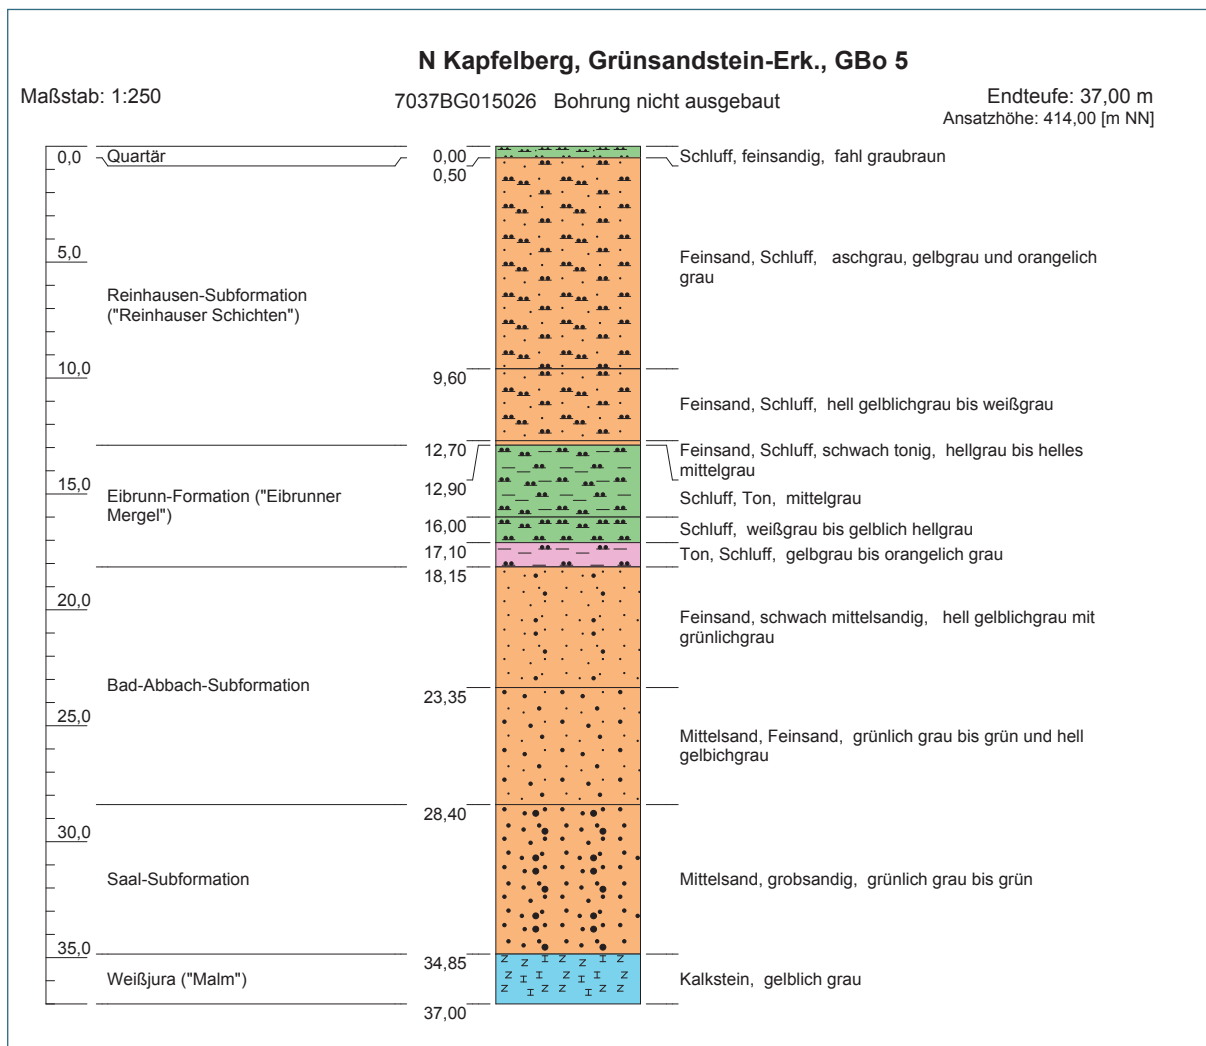 N Kapfelberg, Grünsandstein-Erk., GBo 5
Maßstab: 1:250
7037BG015026 Bohrung nicht ausgebaut
Endteufe: 37,00 m
Ansatzhöhe: 414,00 [m NN]
0,0
Quartär
0,00
Schluff, feinsandig, fahl graubraun
0,50
5,0
Feinsand, Schluff, aschgrau, gelbgrau und orangelich
grau
Reinhausen-Subformation
("Reinhauser Schichten")
10,0
9,60
Feinsand, Schluff, hell gelblichgrau bis weißgrau
12,70
Feinsand, Schluff, schwach tonig, hellgrau bis helles
mittelgrau
15,0
12,90
Eibrunn-Formation ("Eibrunner
Mergel")
Schluff, Ton, mittelgrau
16,00
Schluff, weißgrau bis gelblich hellgrau
17,10
Ton, Schluff, gelbgrau bis orangelich grau
18,15
20,0
Feinsand, schwach mittelsandig, hell gelblichgrau mit
grünlichgrau
Bad-Abbach-Subformation
23,35
25,0
Mittelsand, Feinsand, grünlich grau bis grün und hell
gelbichgrau
28,40
30,0
Saal-Subformation
Mittelsand, grobsandig, grünlich grau bis grün
35,0
34,85
Weißjura ("Malm")
Kalkstein, gelblich grau
37,00